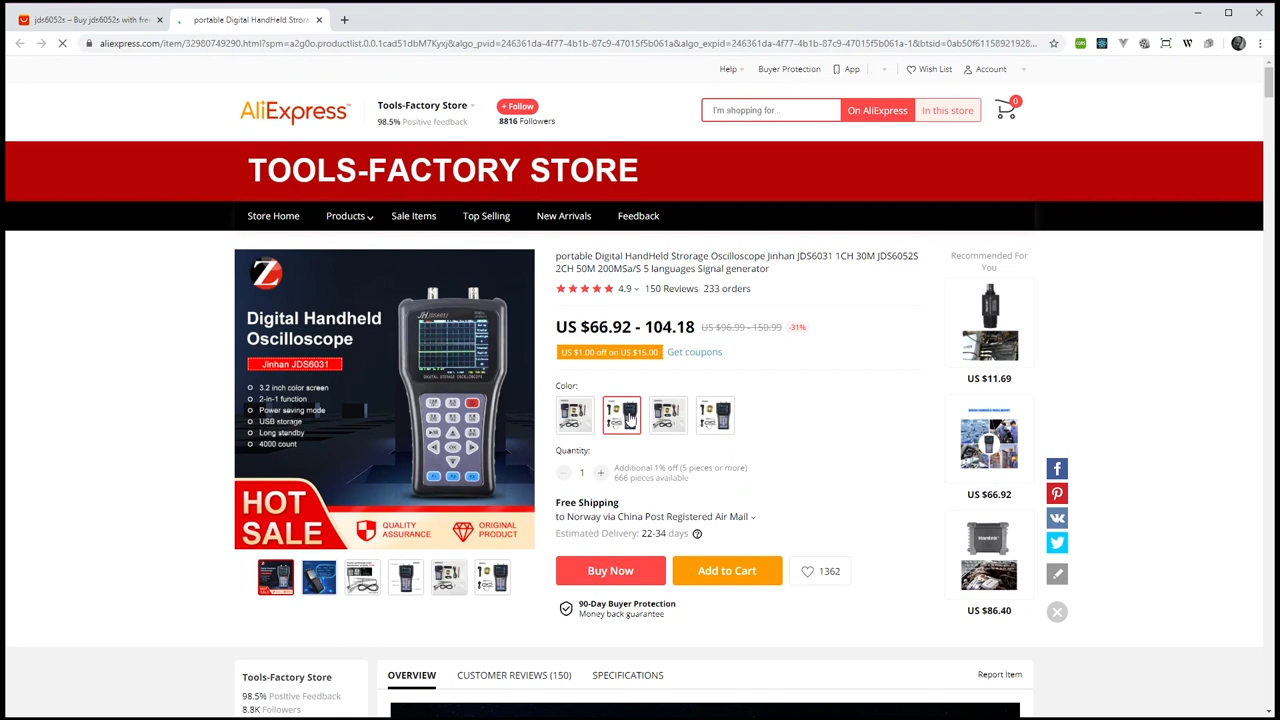 jds6052s – Buy jds6052s with fre
portable Digital HandHeld Strora
aliexpress.com/item/32980749290.html?spm=a2g0o.productlist.0.0.1cad51dbM7Kyxj&algo_pvid=246361da-4f77-4b1b-87c9-47015f5b061a&algo_expid=246361da-4f77-4b1b-87c9-47015f5b061a-1&btsid=0ab50f61158921928...
Help
Buyer Protection
App
Wish List
Account
AliExpress
Tools-Factory Store
98.5% Positive feedback
+ Follow
8816 Followers
I'm shopping for...
On AliExpress
In this store
0
TOOLS-FACTORY STORE
Store Home
Products
Sale Items
Top Selling
New Arrivals
Feedback
Z
Digital Handheld
Oscilloscope
Jinhan JDS6031
3.2 inch color screen
2-in-1 function
Power saving mode
USB storage
Long standby
4000 count
JH JDS6031
DIGITAL STORAGE OSCILLOSCOPE
HOT
SALE
QUALITY
ASSURANCE
ORIGINAL
PRODUCT
portable Digital HandHeld Strorage Oscilloscope Jinhan JDS6031 1CH 30M JDS6052S
2CH 50M 200MSa/S 5 languages Signal generator
4.9
150 Reviews
233 orders
US $66.92 - 104.18
US $96.99 - 150.99
-31%
US $1.00 off on US $15.00
Get coupons
Color:
Quantity:
1
Additional 1% off (5 pieces or more)
666 pieces available
Free Shipping
to Norway via China Post Registered Air Mail
Estimated Delivery: 22-34 days
Buy Now
Add to Cart
1362
90-Day Buyer Protection
Money back guarantee
Recommended For
You
US $11.69
US $66.92
Hantek
US $86.40
Tools-Factory Store
98.5% Positive Feedback
8.8K Followers
OVERVIEW
CUSTOMER REVIEWS (150)
SPECIFICATIONS
Report Item